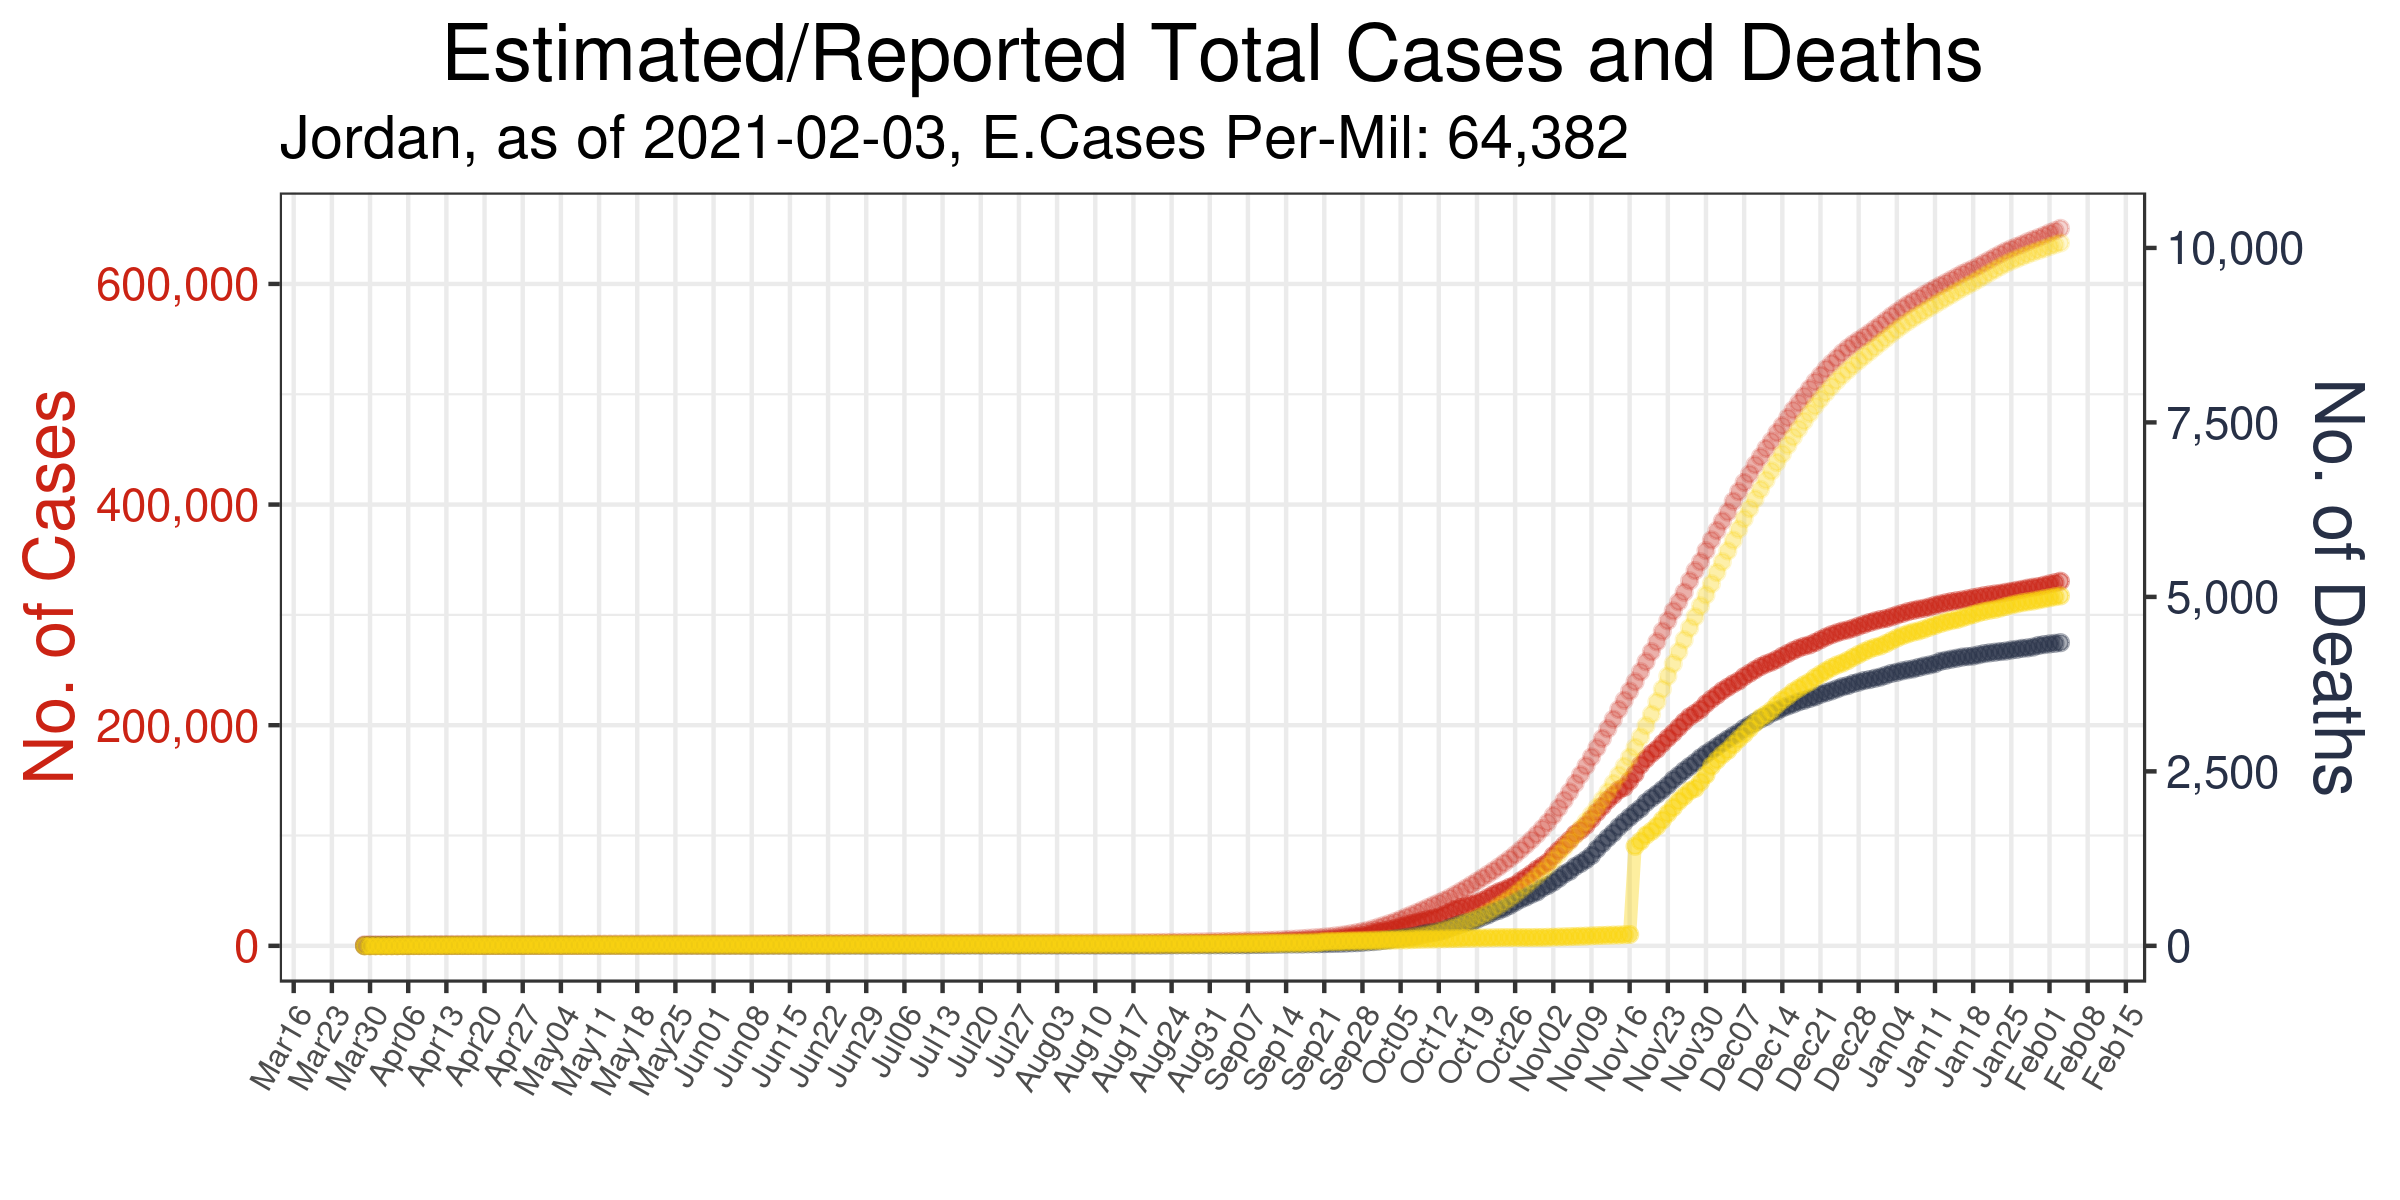 Estimated/Reported Total Cases and Deaths
Jordan, as of 2021-02-03, E.Cases Per-Mil: 64,382
No. of Cases
600,000
400,000
200,000
0
10,000
7,500
5,000
2,500
0
No. of Deaths
Mar16
Mar23
Mar30
Apr06
Apr13
Apr20
Apr27
May04
May11
May18
May25
Jun01
Jun08
Jun15
Jun22
Jun29
Jul06
Jul13
Jul20
Jul27
Aug03
Aug10
Aug17
Aug24
Aug31
Sep07
Sep14
Sep21
Sep28
Oct05
Oct12
Oct19
Oct26
Nov02
Nov09
Nov16
Nov23
Nov30
Dec07
Dec14
Dec21
Dec28
Jan04
Jan11
Jan18
Jan25
Feb01
Feb08
Feb15